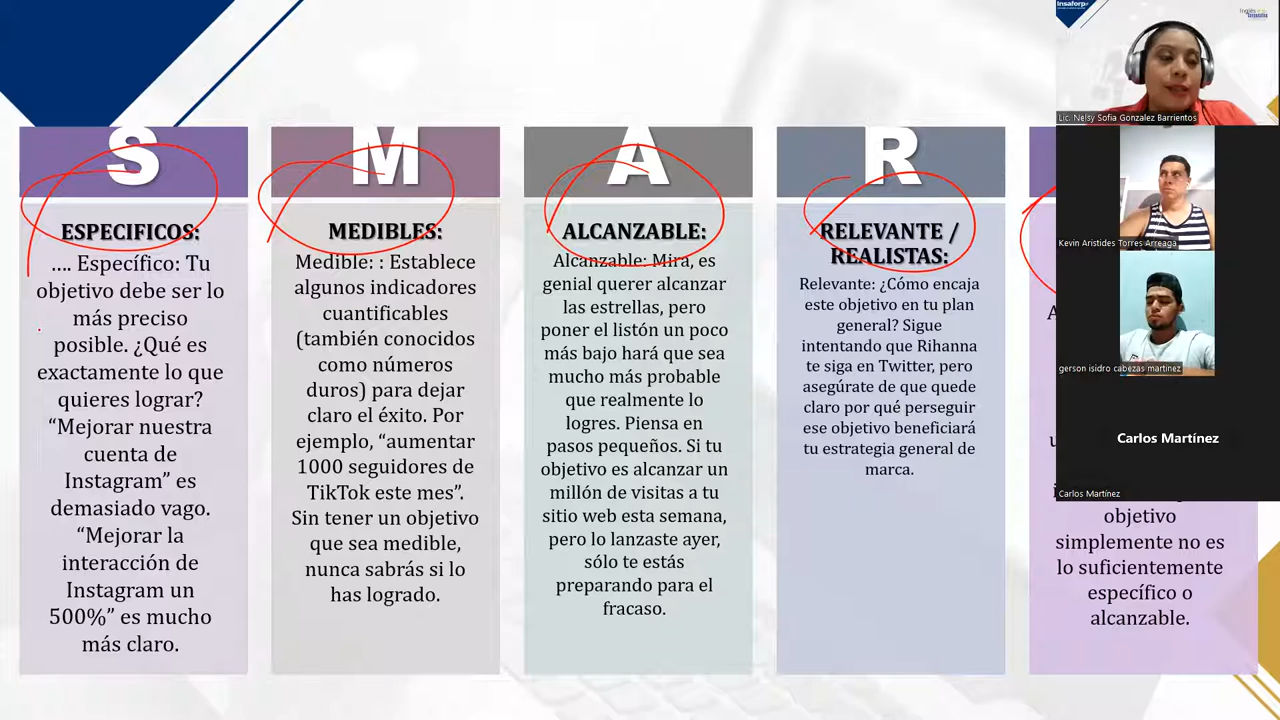 S
ESPECIFICOS:
.... Específico: Tu
objetivo debe ser lo
más preciso
posible. ¿Qué es
exactamente lo que
quieres lograr?
“Mejorar nuestra
cuenta de
Instagram” es
demasiado vago.
“Mejorar la
interacción de
Instagram un
500%” es mucho
más claro.
M
MEDIBLES:
Medible: : Establece
algunos indicadores
cuantificables
(también conocidos
como números
duros) para dejar
claro el éxito. Por
ejemplo, “aumentar
1000 seguidores de
TikTok este mes”.
Sin tener un objetivo
que sea medible,
nunca sabrás si lo
has logrado.
A
ALCANZABLE:
Alcanzable: Mira, es
genial querer alcanzar
las estrellas, pero
poner el listón un poco
más bajo hará que sea
mucho más probable
que realmente lo
logres. Piensa en
pasos pequeños. Si tu
objetivo es alcanzar un
millón de visitas a tu
sitio web esta semana,
pero lo lanzaste ayer,
sólo te estás
preparando para el
fracaso.
R
RELEVANTE /
REALISTAS:
Relevante: ¿Cómo encaja
este objetivo en tu plan
general? Sigue
intentando que Rihanna
te siga en Twitter, pero
asegúrate de que quede
claro por qué perseguir
ese objetivo beneficiará
tu estrategia general de
marca.
A
objetivo
simplemente no es
lo suficientemente
específico o
alcanzable.
Insaforp
Inglés
Lic. Nelsy Sofia Gonzalez Barrientos
Kevin Aristides Torres Arreaga
gerson isidro cabezas martinez
Carlos Martínez
Carlos Martínez